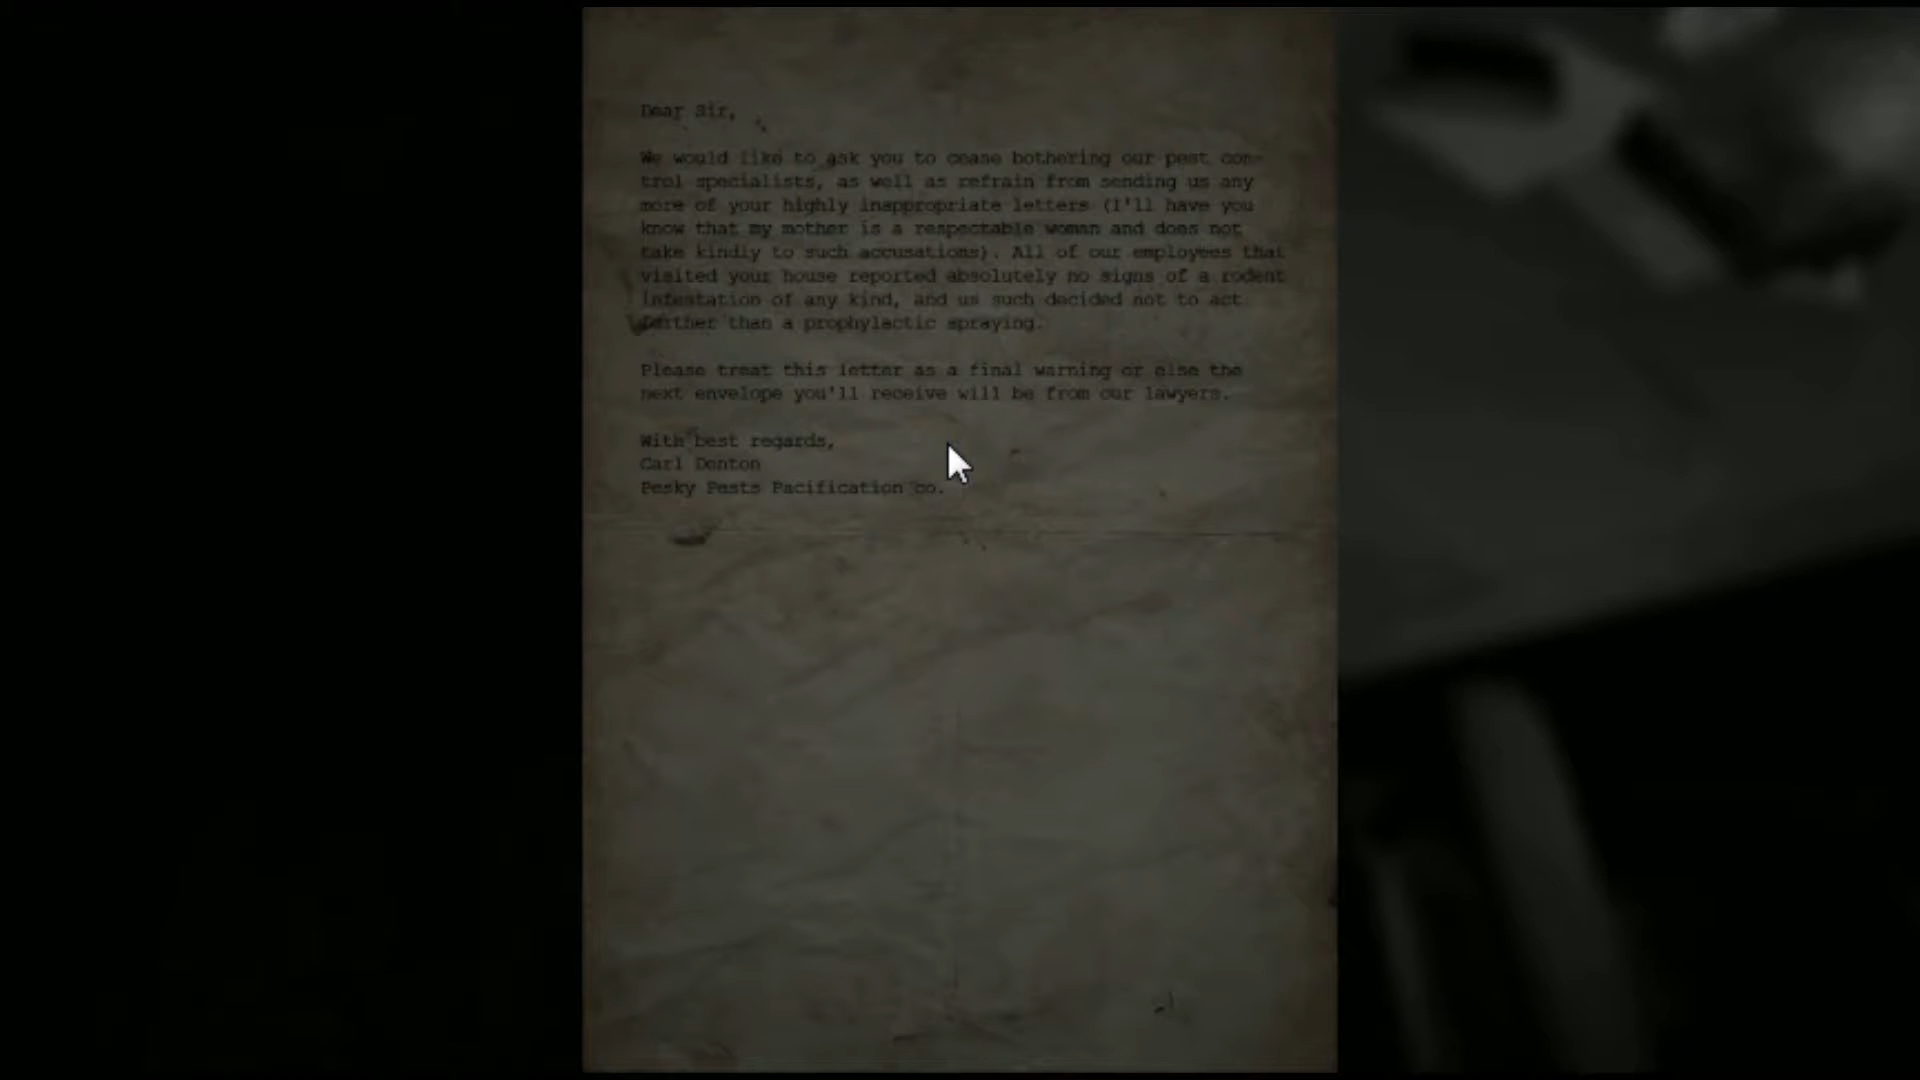 Dear Sir,
We would like to ask you to cease bothering our pest con-
trol specialists, as well as refrain from sending us any
more of your highly inappropriate letters (I'll have you
know that my mother is a respectable woman and does not
take kindly to such accusations). All of our employees that
visited your house reported absolutely no signs of a rodent
infestation of any kind, and us such decided not to act
further than a prophylactic spraying.
Please treat this letter as a final warning or else the
next envelope you'll receive will be from our lawyers.
With best regards,
Carl Denton
Pesky Pests Pacification co.